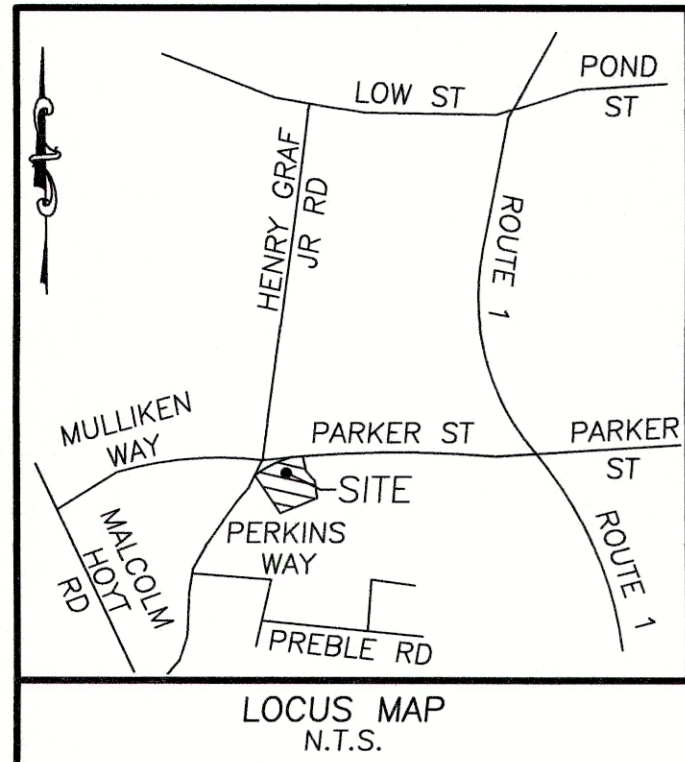 POND
ST
LOW ST
HENRY GRAF
JR RD
ROUTE 1
MULLIKEN
WAY
PARKER ST
PARKER
ST
SITE
MALCOLM
HOYT
RD
PERKINS
WAY
ROUTE 1
PREBLE RD
LOCUS MAP
N.T.S.